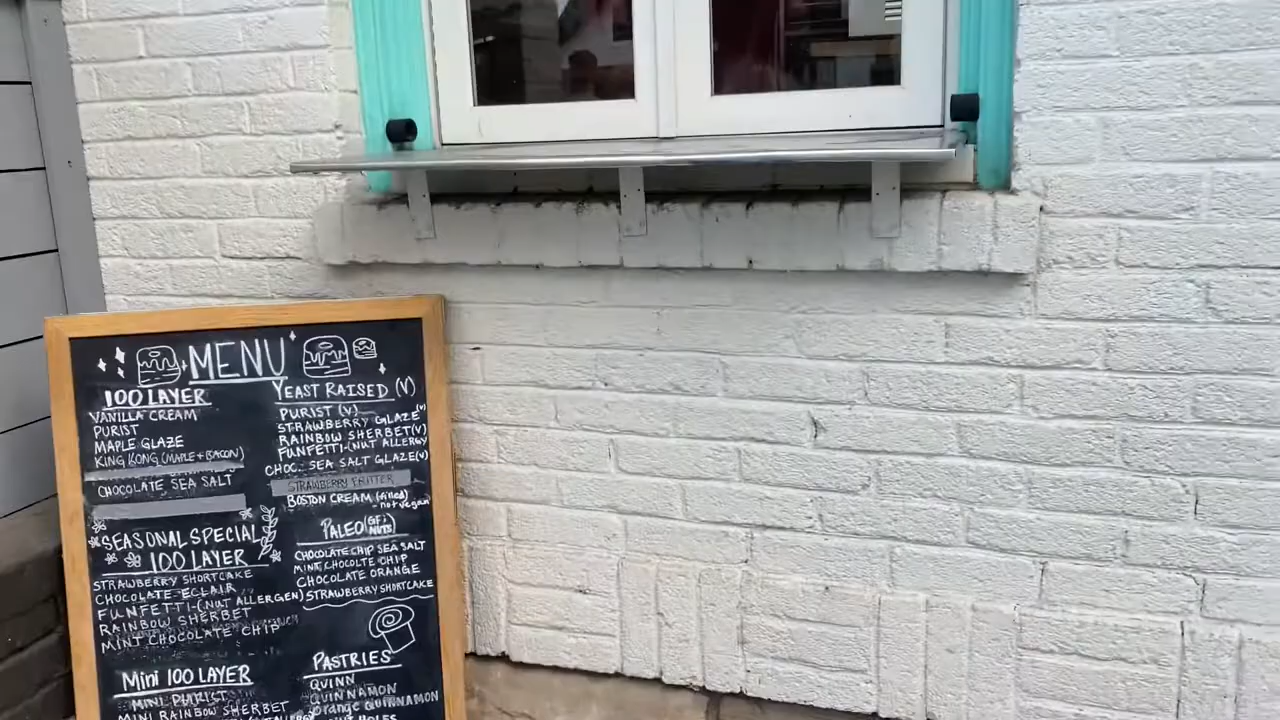 MENU
100 LAYER
VANILLA CREAM
PURIST
MAPLE GLAZE
KING KONG (MAPLE + BACON)
CHOCOLATE SEA SALT
SEASONAL SPECIAL
100 LAYER
STRAWBERRY SHORTCAKE
CHOCOLATE ECLAIR
FUNFETTI-(NUT ALLERGEN)
RAINBOW SHERBET
MINT CHOCOLATE CHIP
Mini 100 LAYER
MINI PURIST
MINI RAINBOW SHERBET
YEAST RAISED (V)
PURIST (V)
STRAWBERRY GLAZE (V)
RAINBOW SHERBET (V)
FUNFETTI-(NUT ALLERGY
CHOC. SEA SALT GLAZE (V)
STRAWBERRY FRITTER
BOSTON CREAM (filled)
- not vegan
PALEO (GF; NUTS)
CHOCOLATE CHIP SEA SALT
MINT CHOCOLTE CHIP
CHOCOLATE ORANGE
STRAWBERRY SHORTCAKE
PASTRIES
QUINN
QUINNAMON
Orange QUINNAMON
HOLES